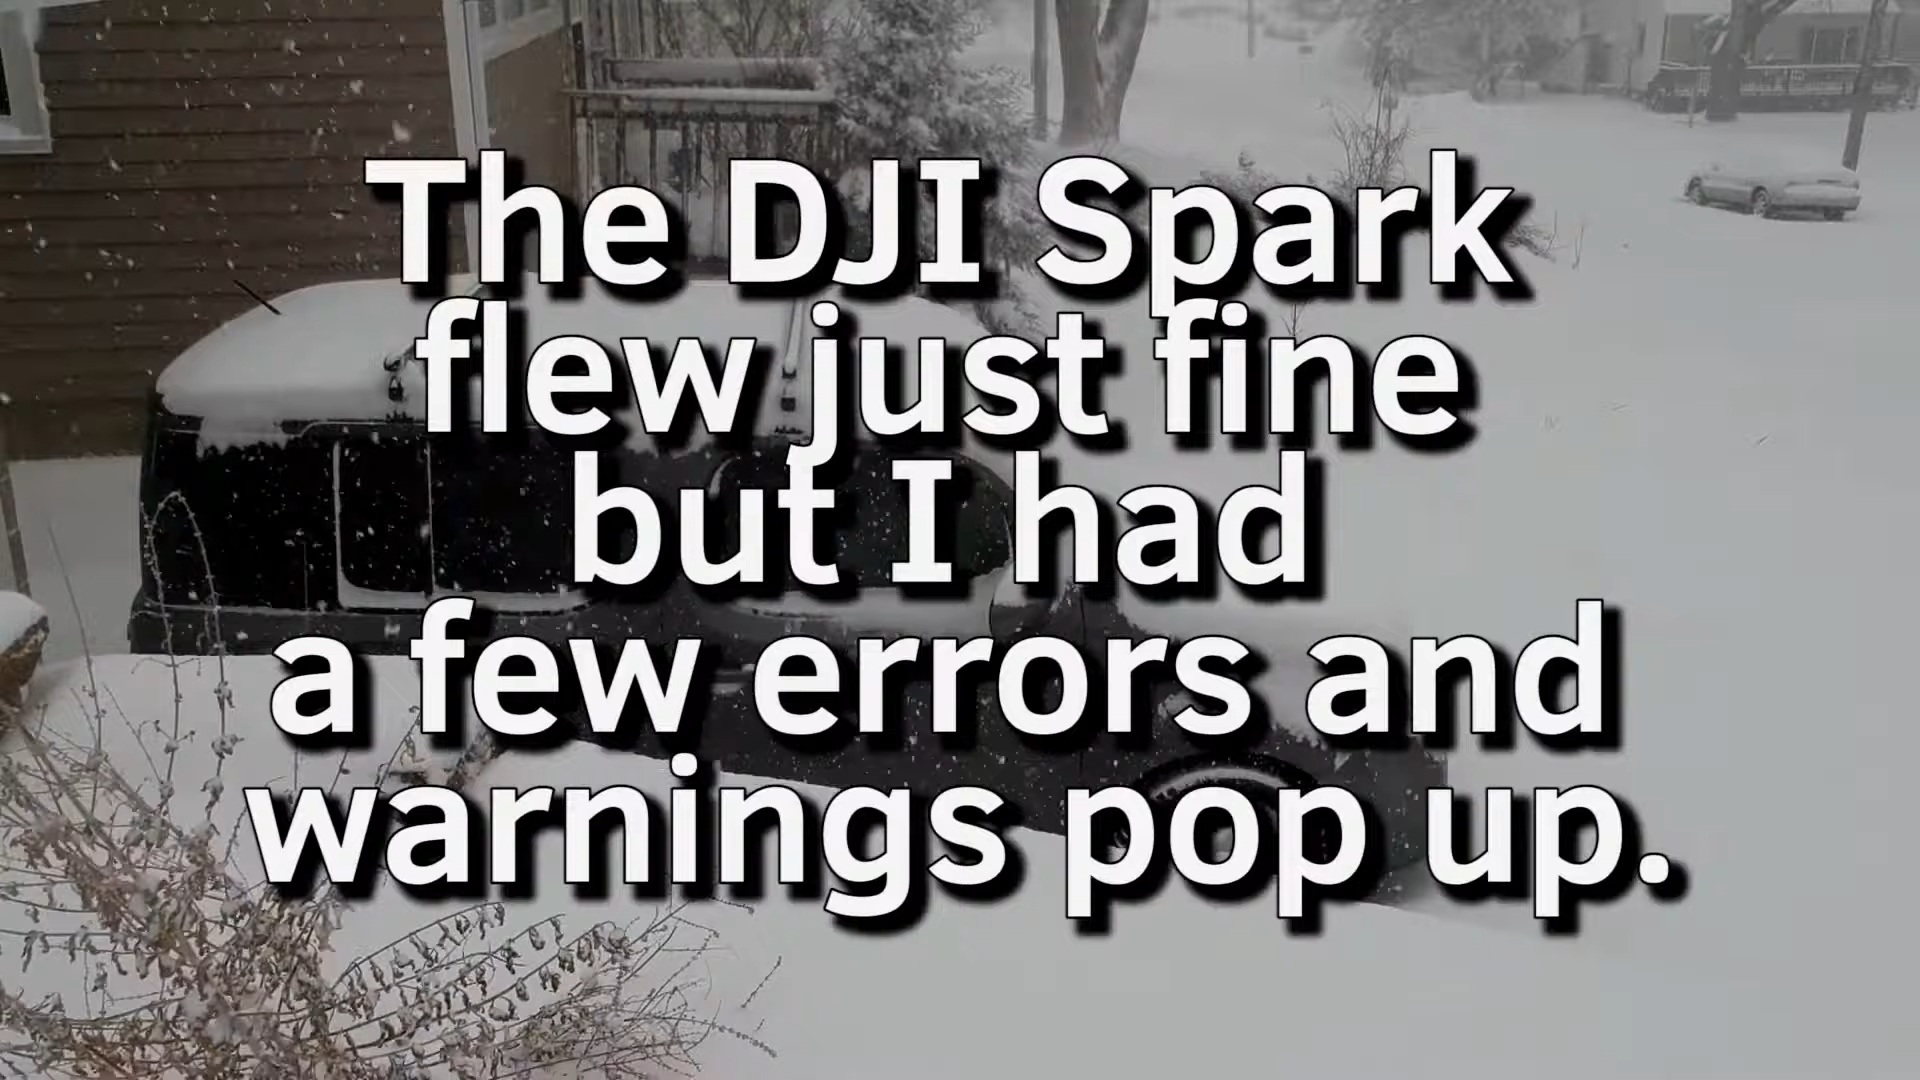 The DJI Spark
flew just fine
but I had
a few errors and
warnings pop up.